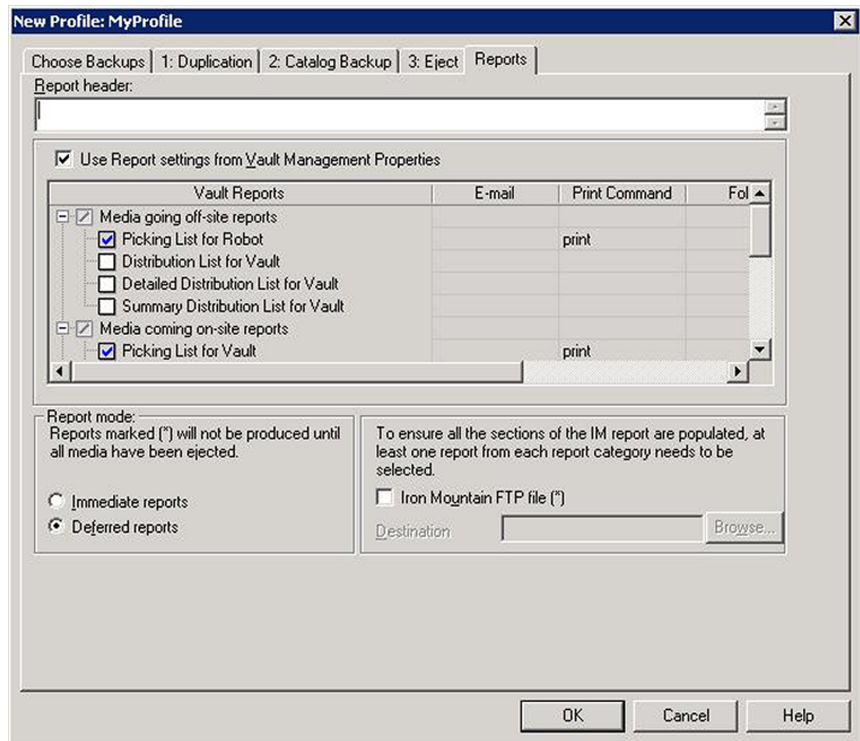 New Profile: MyProfile
Choose Backups 1: Duplication 2: Catalog Backup 3: Eject Reports
Report header:
Use Report settings from Vault Management Properties
Vault Reports E-mail Print Command Fol
Media going off-site reports
Picking List for Robot print
Distribution List for Vault
Detailed Distribution List for Vault
Summary Distribution List for Vault
Media coming on-site reports
Picking List for Vault print
Report mode:
Reports marked (*) will not be produced until
all media have been ejected.
Immediate reports
Deferred reports
To ensure all the sections of the IM report are populated, at
least one report from each report category needs to be
selected.
Iron Mountain FTP file (*)
Destination Browse...
OK Cancel Help